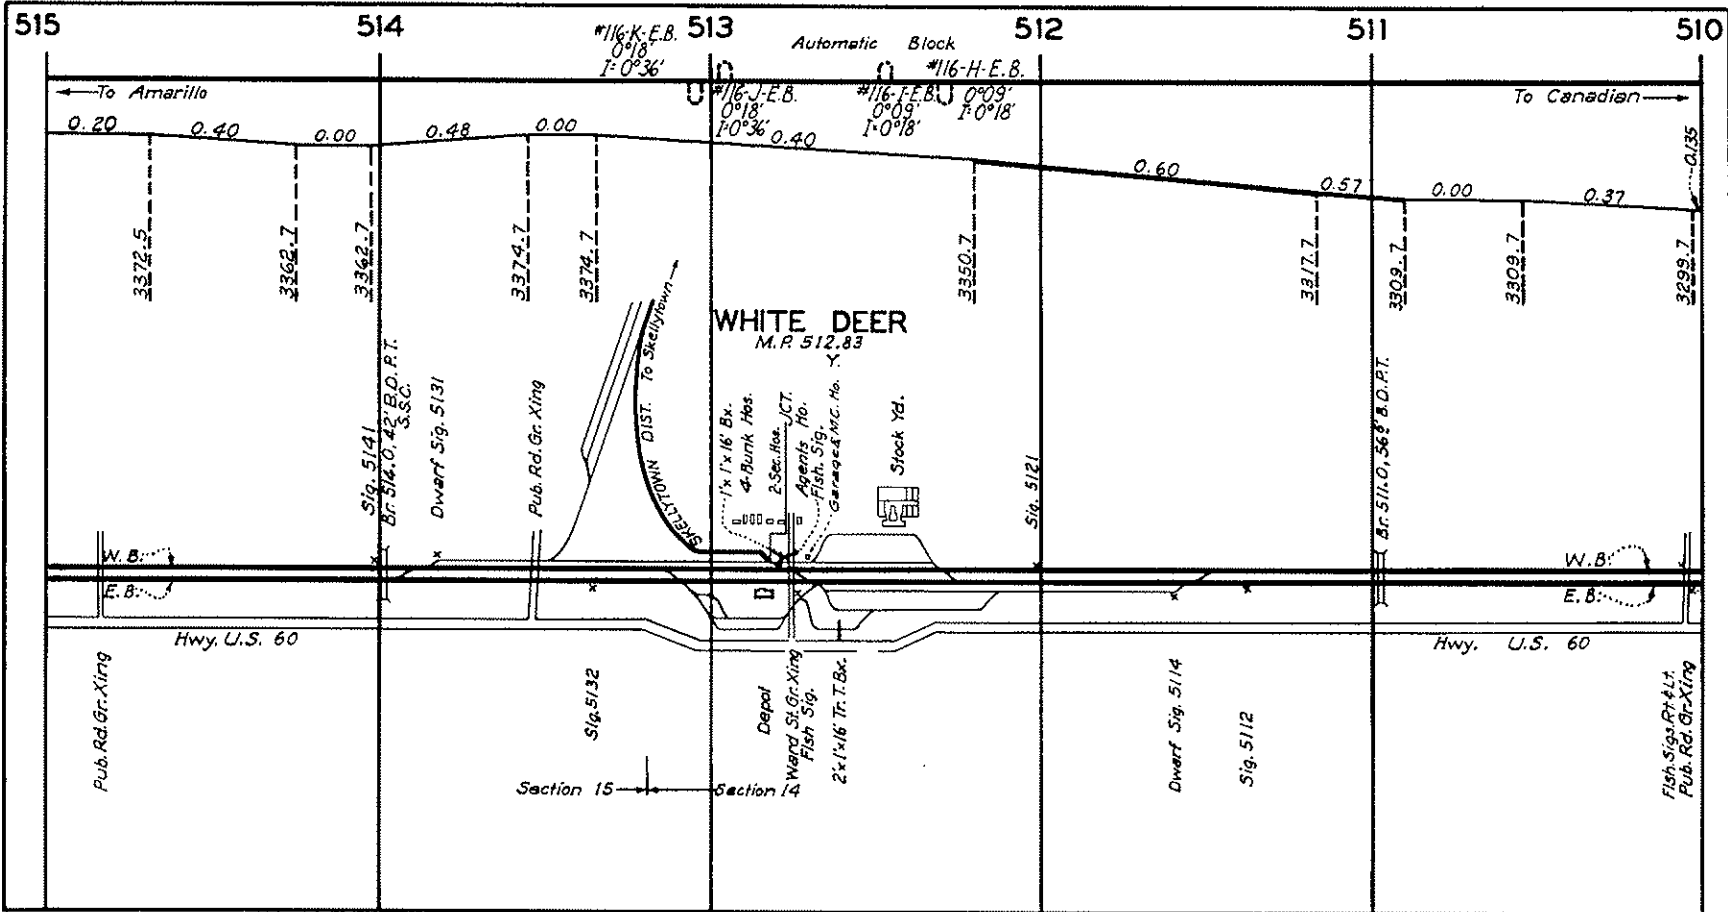 515 514 513 512 511 510
#116-K-E.B.
0°18'
I=0°36'
Automatic Block
#116-H-E.B.
0°09'
I=0°18'
#116-J-E.B.
0°18'
I=0°36'
#116-I-E.B.
0°09'
I=0°18'
To Amarillo
To Canadian
0.20 0.40 0.00 0.48 0.00 0.40 0.60 0.57 0.00 0.37 0.135
3372.5
3362.7
3362.7
3374.7
3374.7
3350.7
3317.7
3309.7
3309.7
3299.7
WHITE DEER
M.P. 512.83
Y.
SKELLYTOWN DIST. To Skellytown
Sig. 5141
Br. 514.0, 42' B.D.P.T.
S.S.C.
Dwarf Sig. 5131
Pub. Rd. Gr. Xing
1'x1'x16' Bx.
4-Bunk Hos.
2-Sec. Hos.
JCT.
Agents Ho.
Flsh. Sig.
Garage & M.C. Ho.
Stock Yd.
Sig. 5121
Br. 511.0, 56' B.D.P.T.
W.B.
E.B.
W.B.
E.B.
Hwy. U.S. 60
Hwy. U.S. 60
Pub. Rd. Gr. Xing
Sig. 5132
Depot
Ward St. Gr. Xing
Flsh Sig.
2'x1'x16' Tr. T. Bx.
Dwarf Sig. 5114
Sig. 5112
Flsh. Sigs. Rt. & Lt.
Pub. Rd. Gr. Xing
Section 15
Section 14